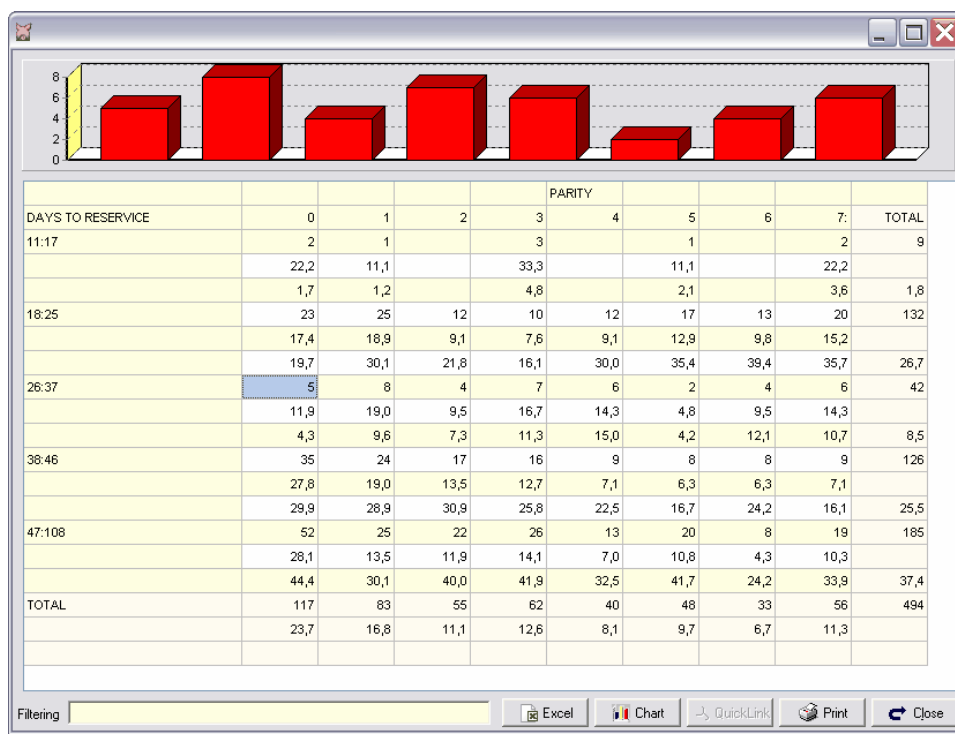 8
6
4
2
0
PARITY
DAYS TO RESERVICE 0 1 2 3 4 5 6 7: TOTAL
11:17 2 1 3 1 2 9
22,2 11,1 33,3 11,1 22,2
1,7 1,2 4,8 2,1 3,6 1,8
18:25 23 25 12 10 12 17 13 20 132
17,4 18,9 9,1 7,6 9,1 12,9 9,8 15,2
19,7 30,1 21,8 16,1 30,0 35,4 39,4 35,7 26,7
26:37 5 8 4 7 6 2 4 6 42
11,9 19,0 9,5 16,7 14,3 4,8 9,5 14,3
4,3 9,6 7,3 11,3 15,0 4,2 12,1 10,7 8,5
38:46 35 24 17 16 9 8 8 9 126
27,8 19,0 13,5 12,7 7,1 6,3 6,3 7,1
29,9 28,9 30,9 25,8 22,5 16,7 24,2 16,1 25,5
47:108 52 25 22 26 13 20 8 19 185
28,1 13,5 11,9 14,1 7,0 10,8 4,3 10,3
44,4 30,1 40,0 41,9 32,5 41,7 24,2 33,9 37,4
TOTAL 117 83 55 62 40 48 33 56 494
23,7 16,8 11,1 12,6 8,1 9,7 6,7 11,3
Filtering Excel Chart QuickLink Print Close